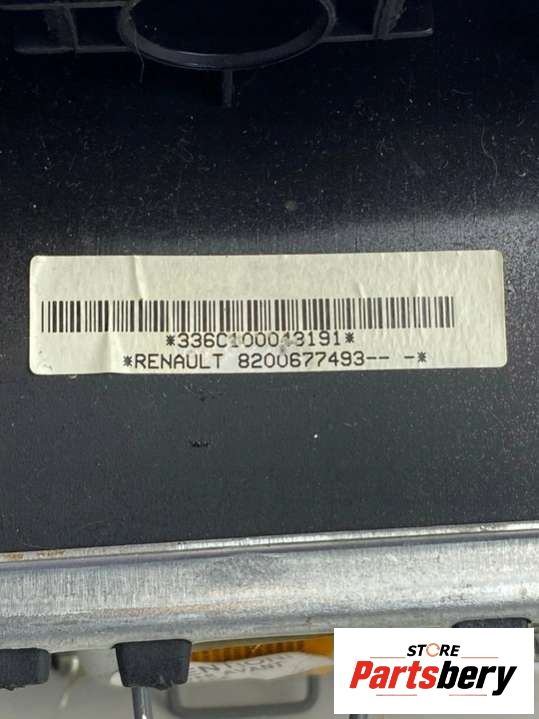 *336C100043191*
*RENAULT 8200677493-- -*
STORE
Partsbery